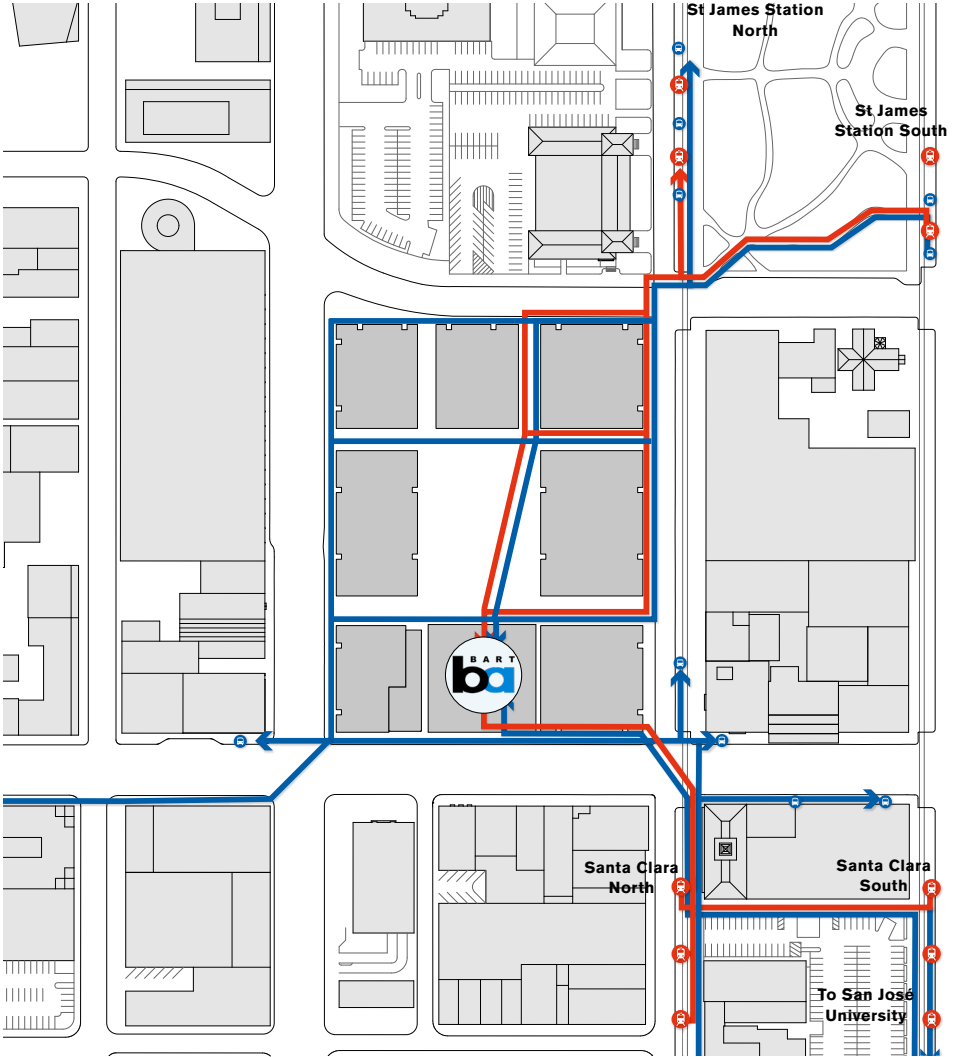 St James Station
North
St James
Station South
BART
ba
Santa Clara
North
Santa Clara
South
To San José
University